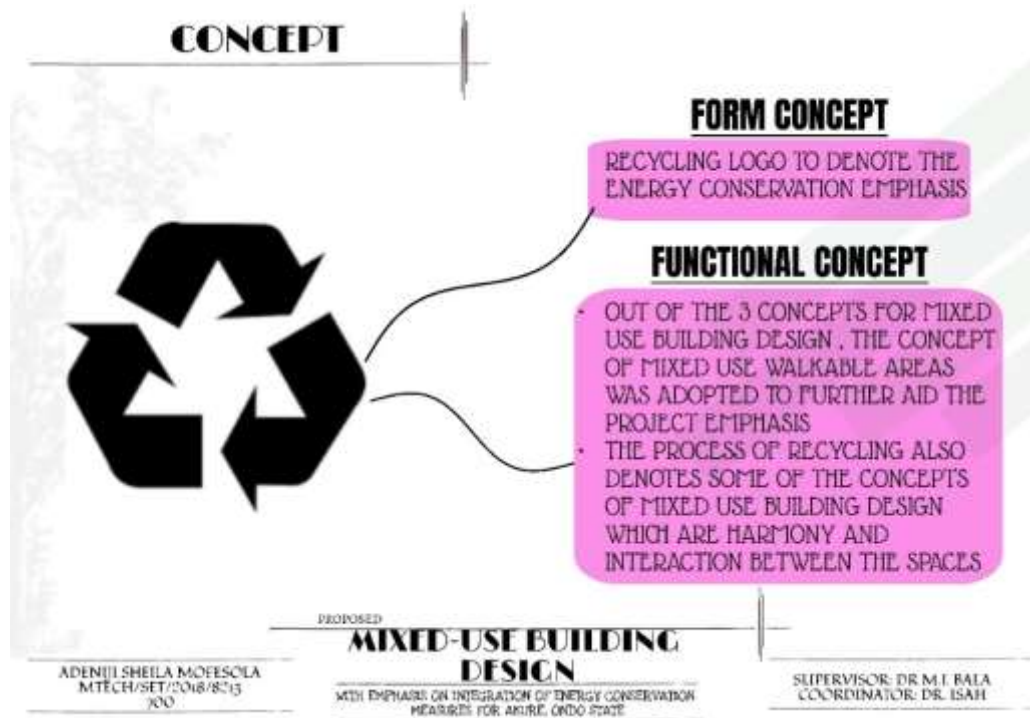 CONCEPT
FORM CONCEPT
RECYCLING LOGO TO DENOTE THE
ENERGY CONSERVATION EMPHASIS
FUNCTIONAL CONCEPT
• OUT OF THE 3 CONCEPTS FOR MIXED
USE BUILDING DESIGN , THE CONCEPT
OF MIXED USE WALKABLE AREAS
WAS ADOPTED TO FURTHER AID THE
PROJECT EMPHASIS
• THE PROCESS OF RECYCLING ALSO
DENOTES SOME OF THE CONCEPTS
OF MIXED USE BUILDING DESIGN
WHICH ARE HARMONY AND
INTERACTION BETWEEN THE SPACES
PROPOSED
MIXED-USE BUILDING
DESIGN
WITH EMPHASIS ON INTEGRATION OF ENERGY CONSERVATION
MEASURES FOR AKURE, ONDO STATE
ADENIJI SHEILA MOFESOLA
MTECH/SET/2018/8213
700
SUPERVISOR: DR M.I. BALA
COORDINATOR: DR. ISAH